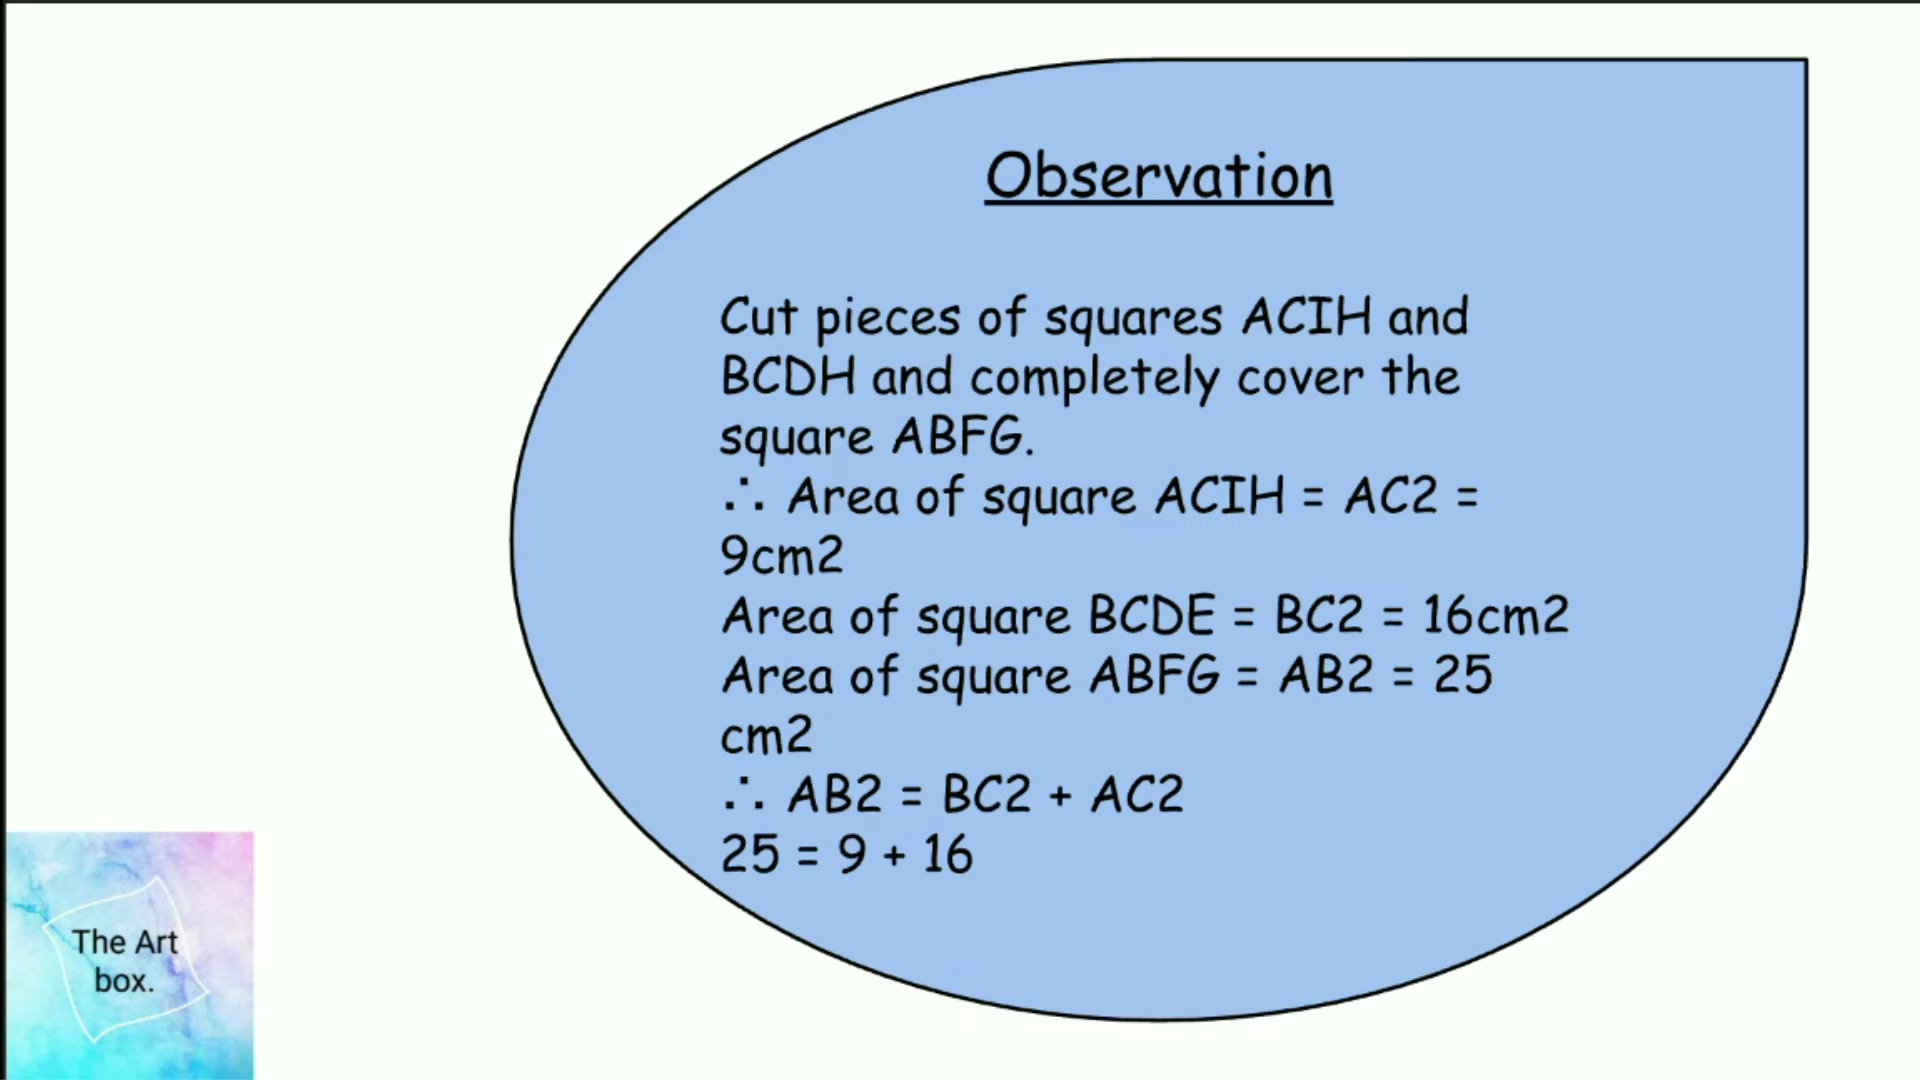 Observation
Cut pieces of squares ACIH and
BCDH and completely cover the
square ABFG.
∴ Area of square ACIH = AC2 =
9cm2
Area of square BCDE = BC2 = 16cm2
Area of square ABFG = AB2 = 25
cm2
∴ AB2 = BC2 + AC2
25 = 9 + 16
The Art
box.